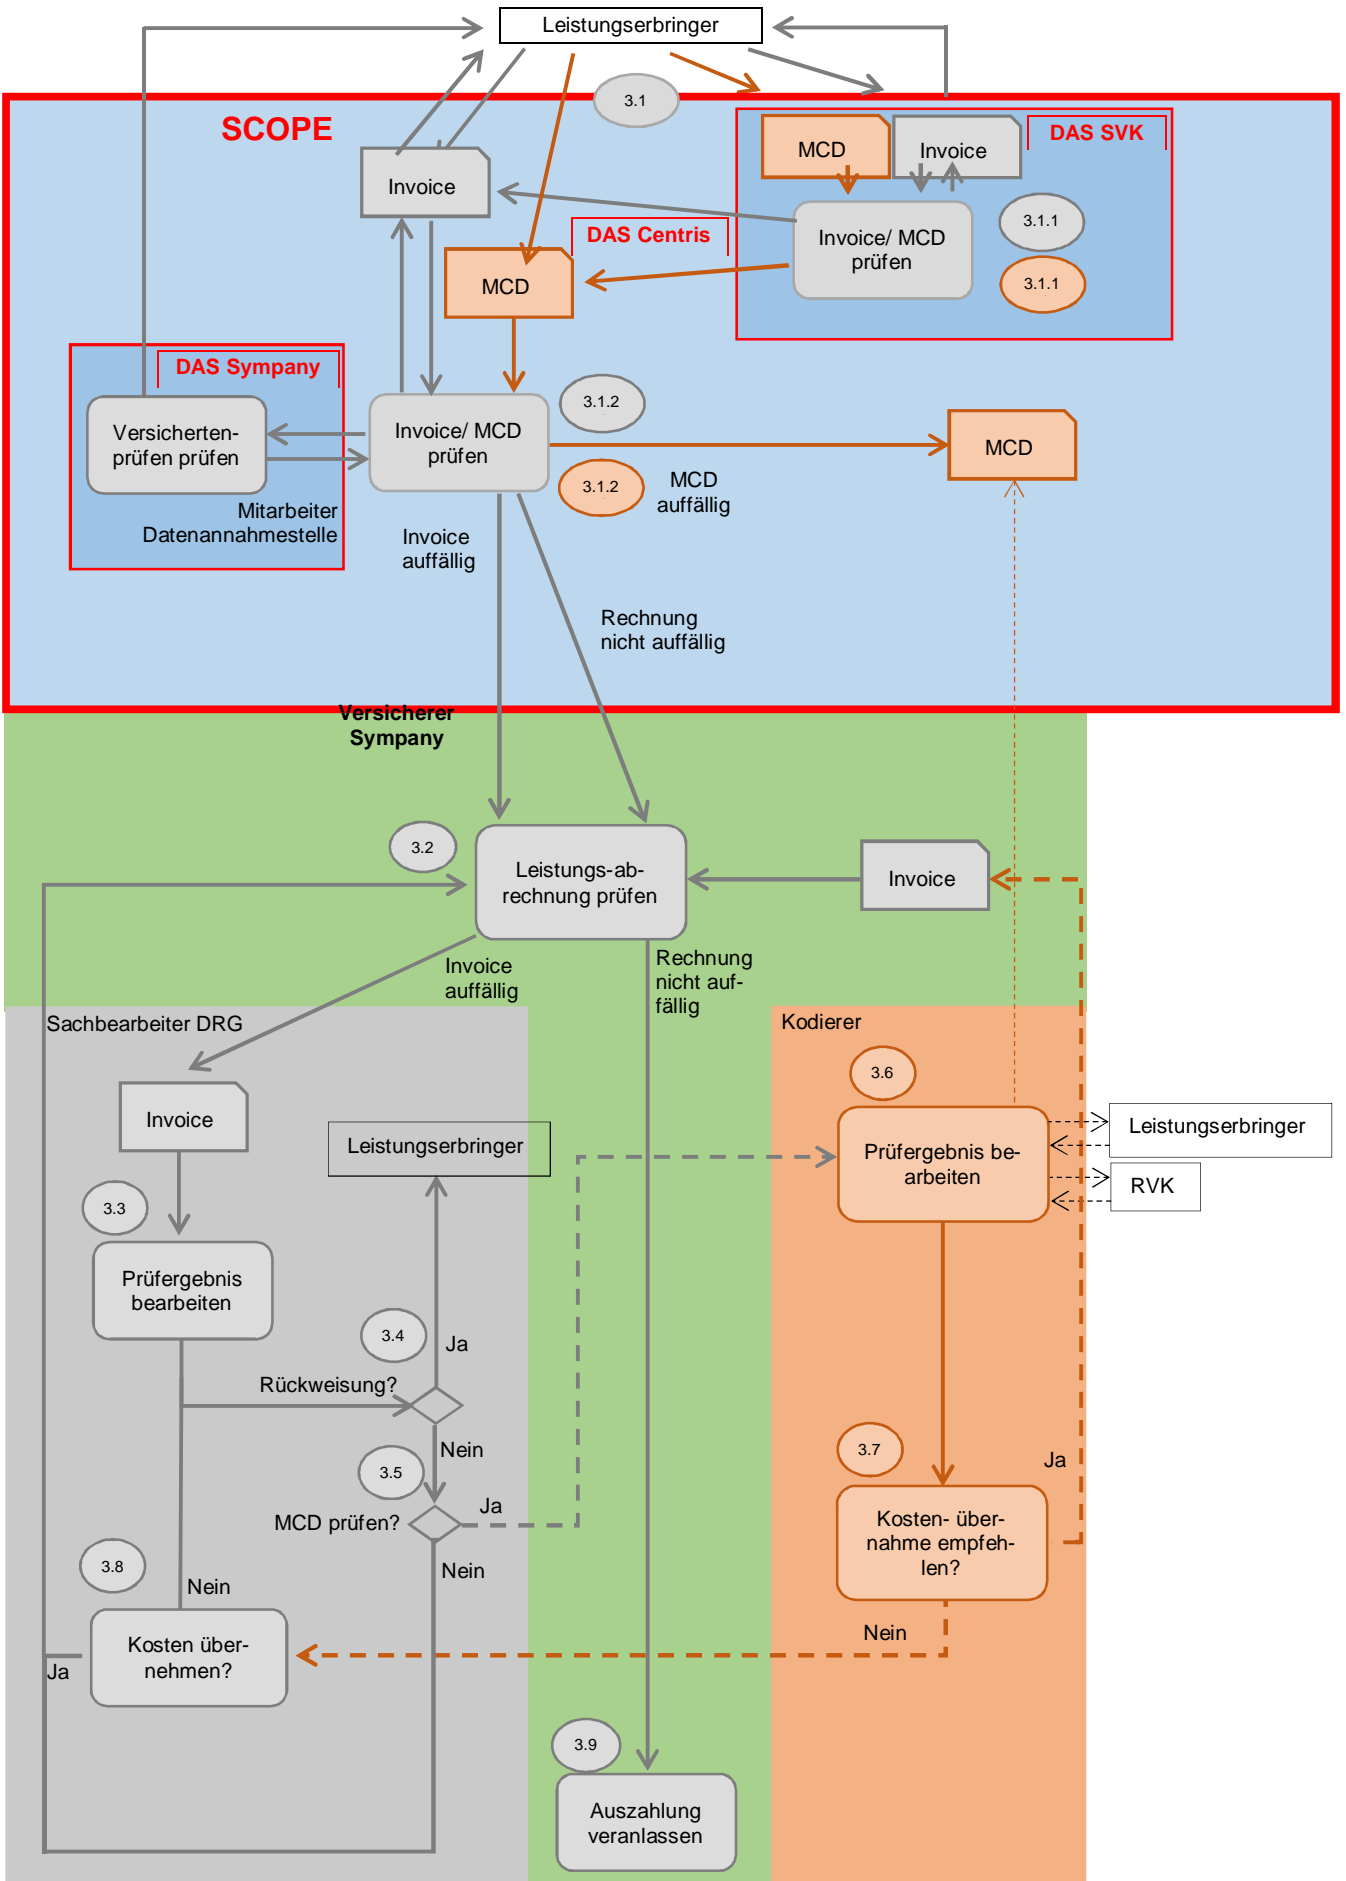 Leistungserbringer
3.1
SCOPE
DAS SVK
MCD
Invoice
Invoice
3.1.1
Invoice/ MCD
prüfen
DAS Centris
3.1.1
MCD
DAS Sympany
3.1.2
Versicherten-
prüfen prüfen
Invoice/ MCD
prüfen
MCD
3.1.2
MCD
auffällig
Mitarbeiter
Datenannahmestelle
Invoice
auffällig
Rechnung
nicht auffällig
Versicherer
Sympany
3.2
Leistungs-ab-
rechnung prüfen
Invoice
Invoice
auffällig
Rechnung
nicht auf-
fällig
Sachbearbeiter DRG
Kodierer
3.6
Invoice
Leistungserbringer
Leistungserbringer
Prüfergebnis be-
arbeiten
RVK
3.3
Prüfergebnis
bearbeiten
3.4
Ja
Rückweisung?
Nein
3.7
Ja
3.5
Ja
MCD prüfen?
Kosten- über-
nahme empfeh-
len?
3.8
Nein
Nein
Nein
Kosten über-
nehmen?
Ja
3.9
Auszahlung
veranlassen